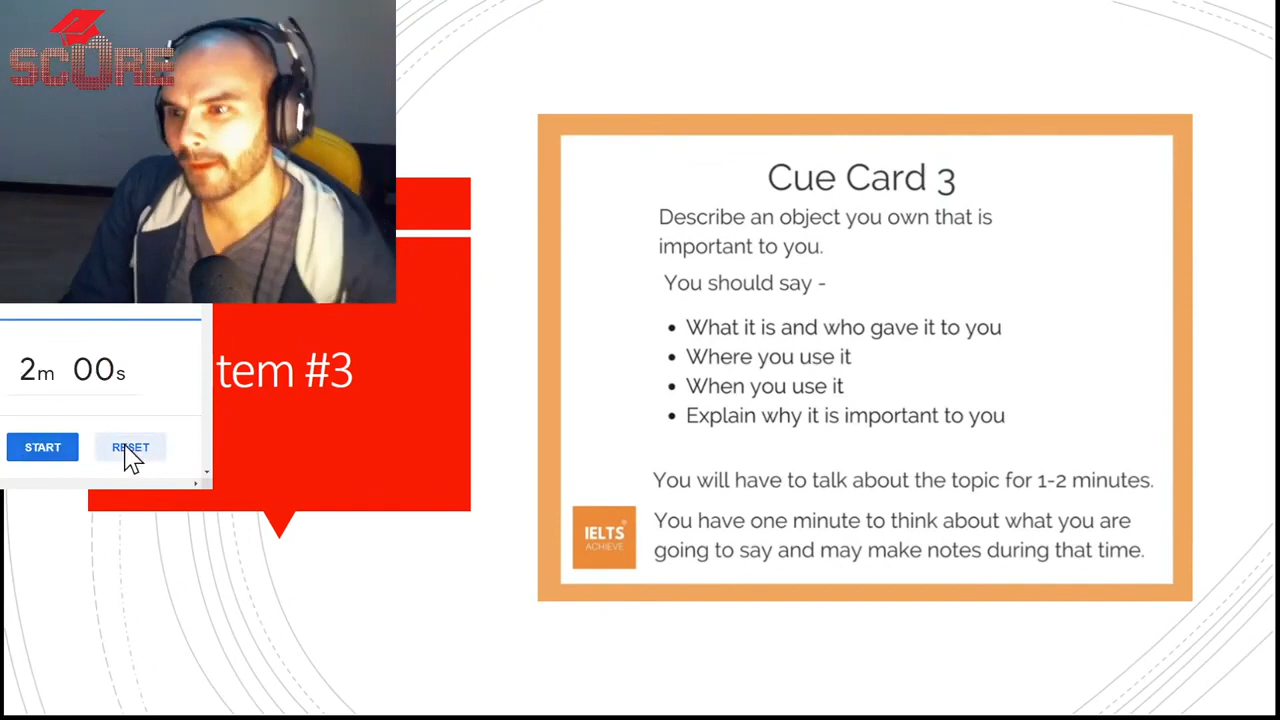 SCORE
Cue Card 3
Describe an object you own that is
important to you.
You should say -
• What it is and who gave it to you
• Where you use it
• When you use it
• Explain why it is important to you
You will have to talk about the topic for 1-2 minutes.
You have one minute to think about what you are
going to say and may make notes during that time.
IELTS
ACHIEVE
tem #3
2m 00s
START
RESET